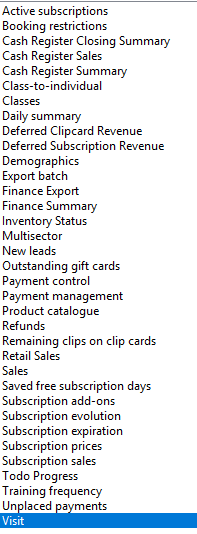 Active subscriptions
Booking restrictions
Cash Register Closing Summary
Cash Register Sales
Cash Register Summary
Class-to-individual
Classes
Daily summary
Deferred Clipcard Revenue
Deferred Subscription Revenue
Demographics
Export batch
Finance Export
Finance Summary
Inventory Status
Multisector
New leads
Outstanding gift cards
Payment control
Payment management
Product catalogue
Refunds
Remaining clips on clip cards
Retail Sales
Sales
Saved free subscription days
Subscription add-ons
Subscription evolution
Subscription expiration
Subscription prices
Subscription sales
Todo Progress
Training frequency
Unplaced payments
Visit